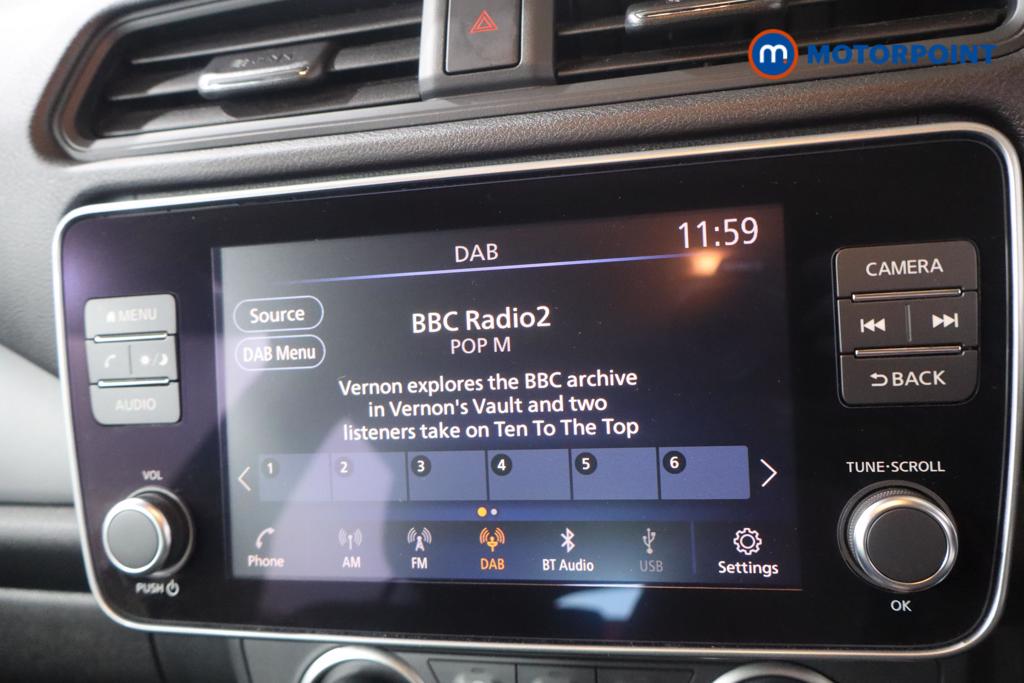 m. MOTORPOINT
DAB
11:59
MENU
AUDIO
VOL
PUSH
Source
DAB Menu
BBC Radio2
POP M
Vernon explores the BBC archive
in Vernon's Vault and two
listeners take on Ten To The Top
1 2 3 4 5 6
Phone AM FM DAB BT Audio USB Settings
CAMERA
BACK
TUNE·SCROLL
OK